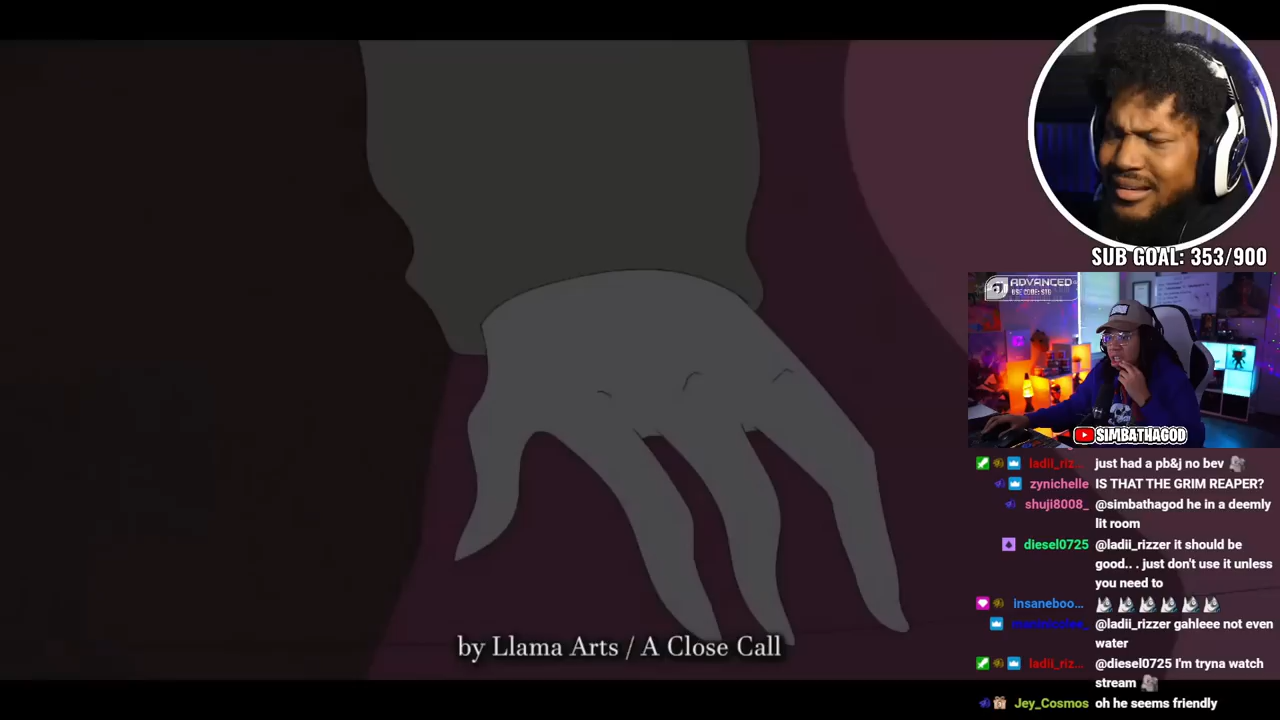 SUB GOAL: 353/900
ADVANCED
SIMBATHAGOD
ladii_riz... just had a pb&j no bev
zynichelle IS THAT THE GRIM REAPER?
shuji8008_ @simbathagod he in a deemly
lit room
diesel0725 @ladii_rizzer it should be
good.. . just don't use it unless
you need to
insaneboo...
@ladii_rizzer gahleee not even
water
ladii_riz... @diesel0725 I'm tryna watch
stream
Jey_Cosmos oh he seems friendly
by Llama Arts / A Close Call